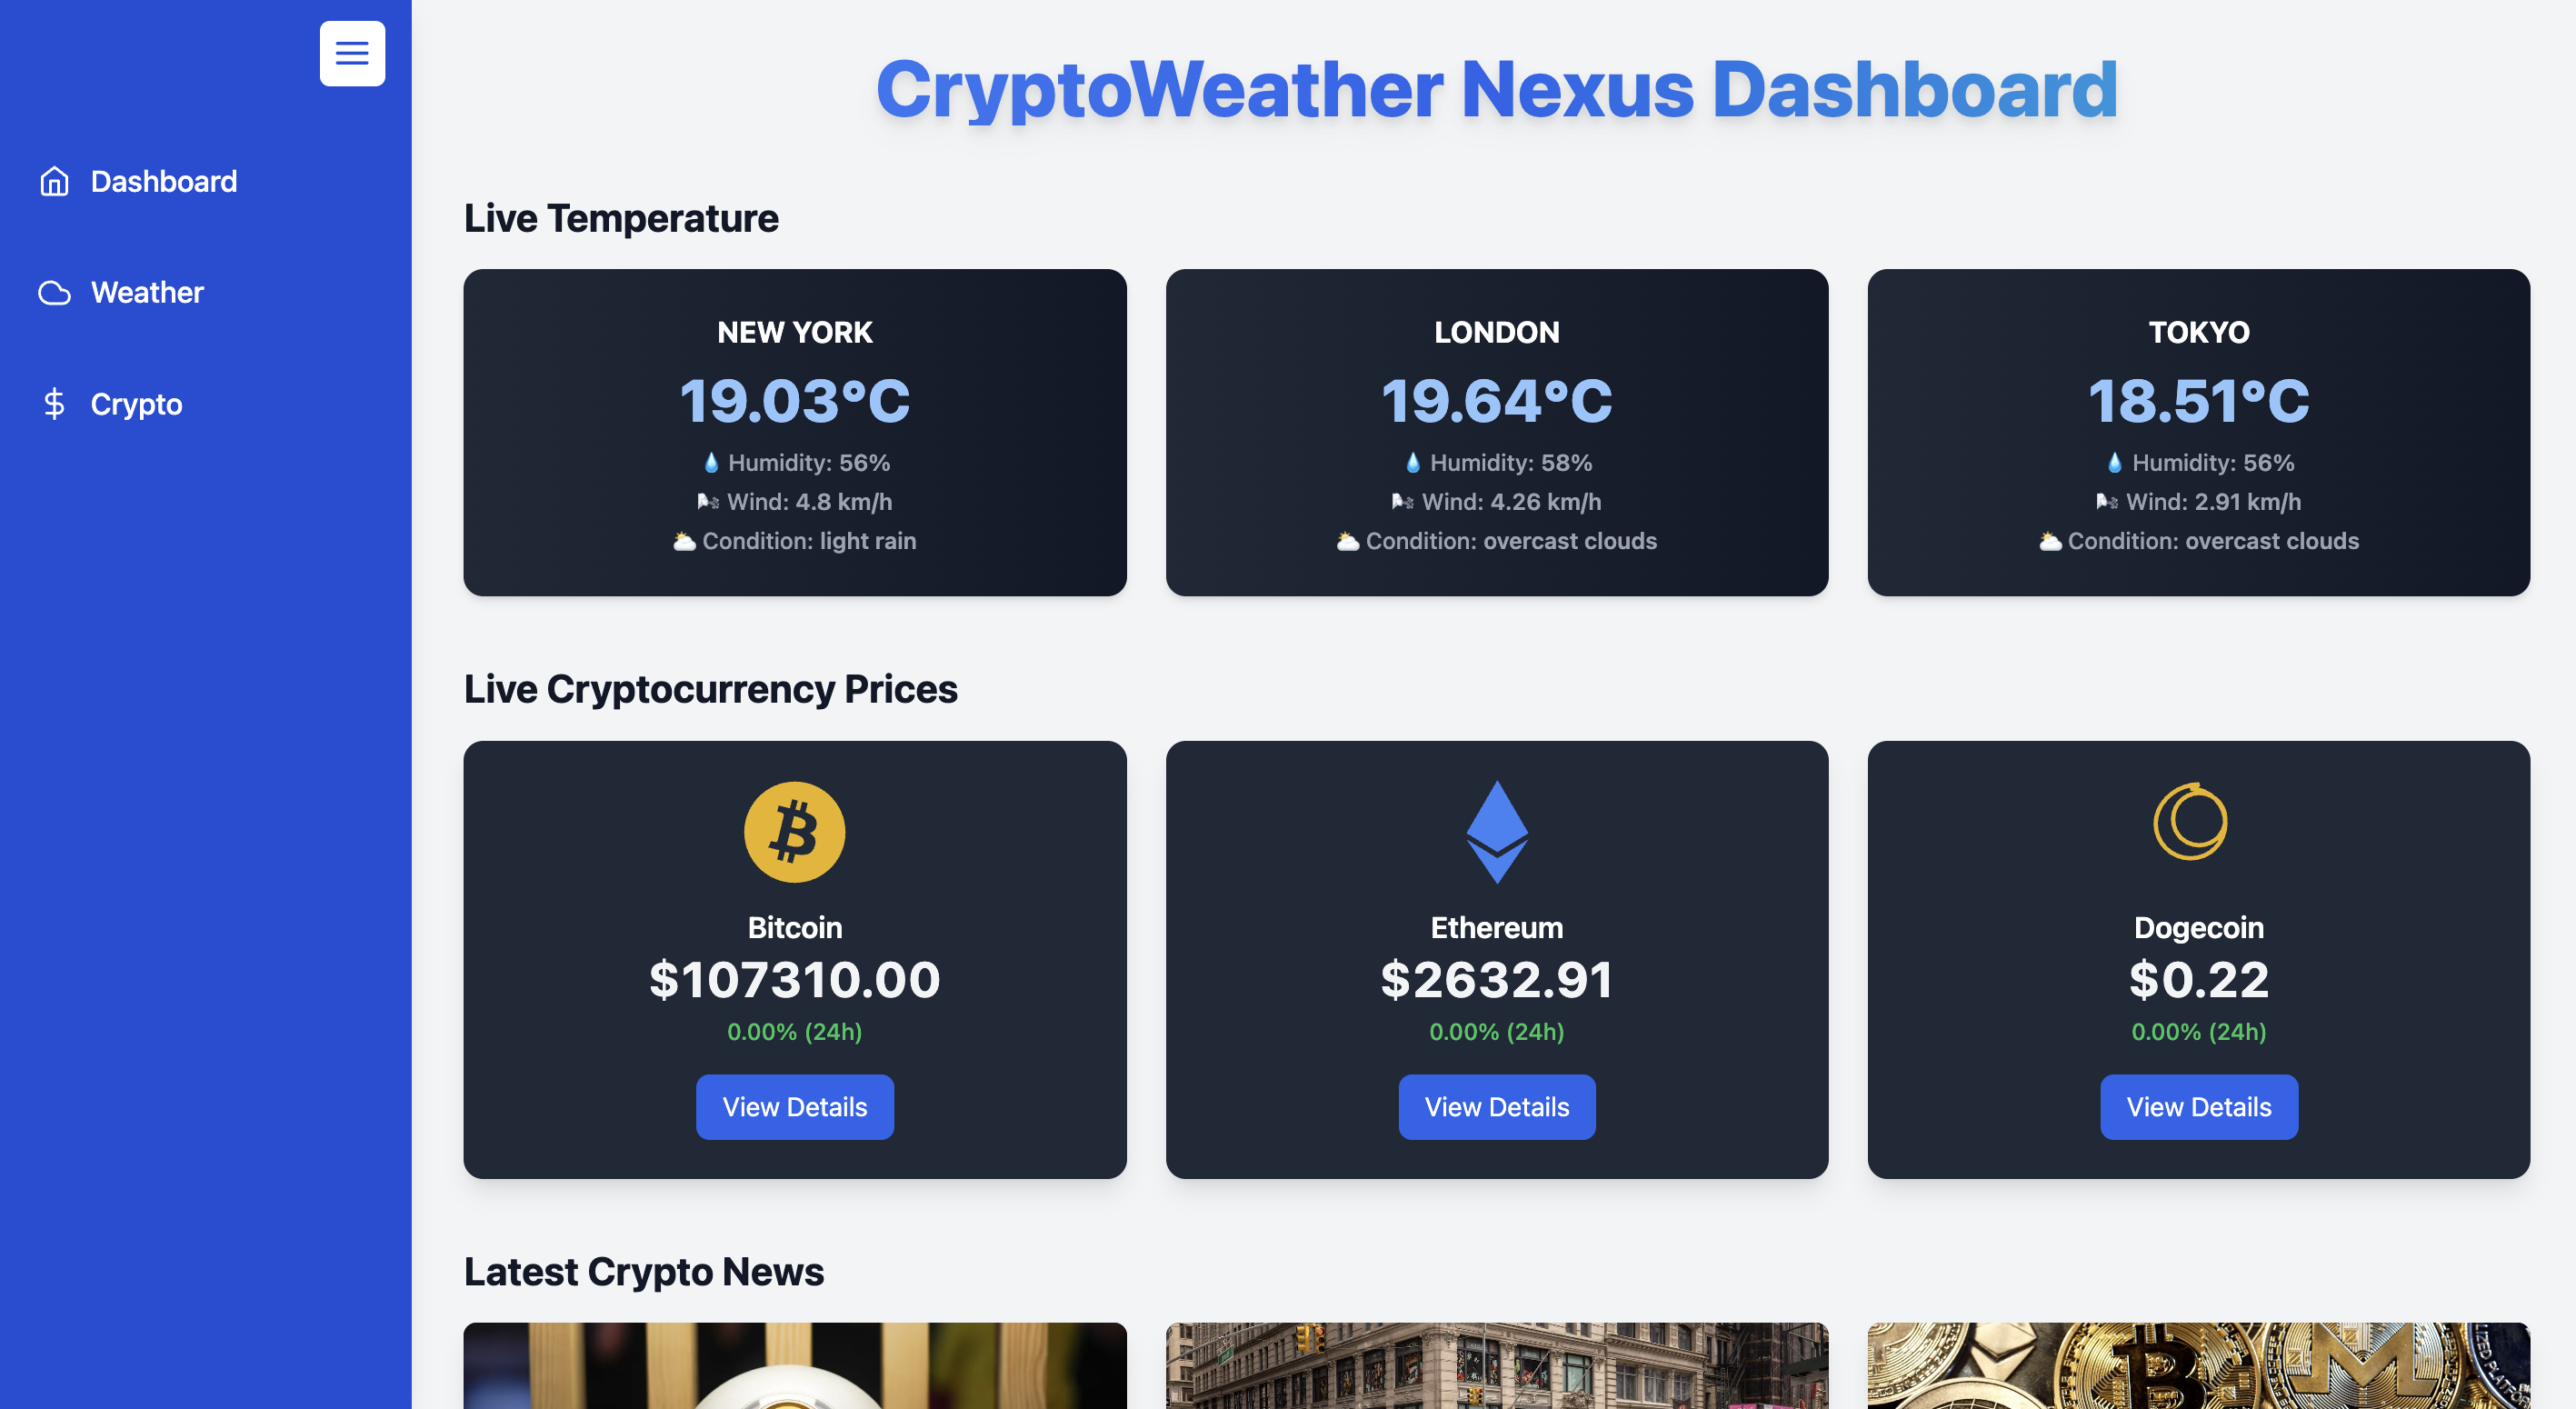 CryptoWeather Nexus Dashboard
Dashboard
Weather
Crypto
Live Temperature
NEW YORK
19.03°C
💧 Humidity: 56%
🌬️ Wind: 4.8 km/h
🌥️ Condition: light rain
LONDON
19.64°C
💧 Humidity: 58%
🌬️ Wind: 4.26 km/h
🌥️ Condition: overcast clouds
TOKYO
18.51°C
💧 Humidity: 56%
🌬️ Wind: 2.91 km/h
🌥️ Condition: overcast clouds
Live Cryptocurrency Prices
Bitcoin
$107310.00
0.00% (24h)
View Details
Ethereum
$2632.91
0.00% (24h)
View Details
Dogecoin
$0.22
0.00% (24h)
View Details
Latest Crypto News